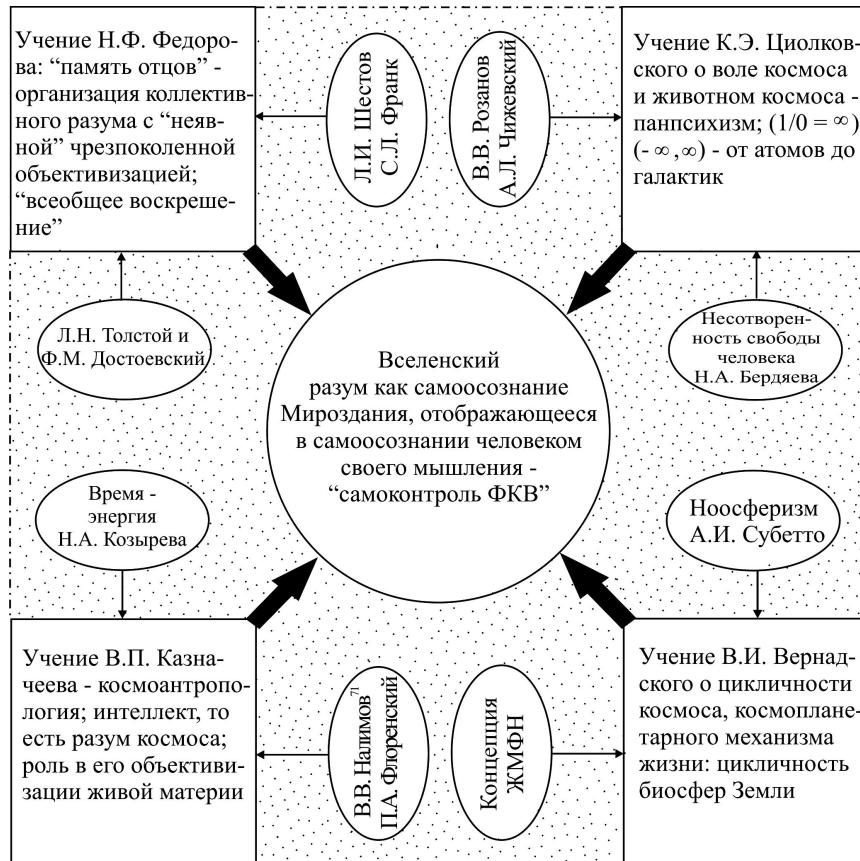 Учение Н.Ф. Федоро-
ва: “память отцов” -
организация коллектив-
ного разума с “неяв-
ной” чрезпоколенной
объективизацией;
“всеобщее воскреше-
ние”
Л.И. Шестов
С.Л. Франк
В.В. Розанов
А.Л. Чижевский
Учение К.Э. Циолков-
ского о воле космоса
и животном космоса -
панпсихизм; (1/0 = ∞)
(- ∞ ,∞) - от атомов до
галактик
Л.Н. Толстой и
Ф.М. Достоевский
Вселенский
разум как самоосознание
Мироздания, отображающееся
в самоосознании человеком
своего мышления -
“самоконтроль ФКВ”
Несотворен-
ность свободы
человека
Н.А. Бердяева
Время -
энергия
Н.А. Козырева
Ноосферизм
А.И. Субетто
Учение В.П. Казна-
чеева - космоантропо-
логия; интеллект, то
есть разум космоса;
роль в его объективи-
зации живой материи
В.В. Налимов71
П.А. Флоренский
Концепция
ЖМФН
Учение В.И. Вернад-
ского о цикличности
космоса, космоплане-
тарного механизма
жизни: цикличность
биосфер Земли